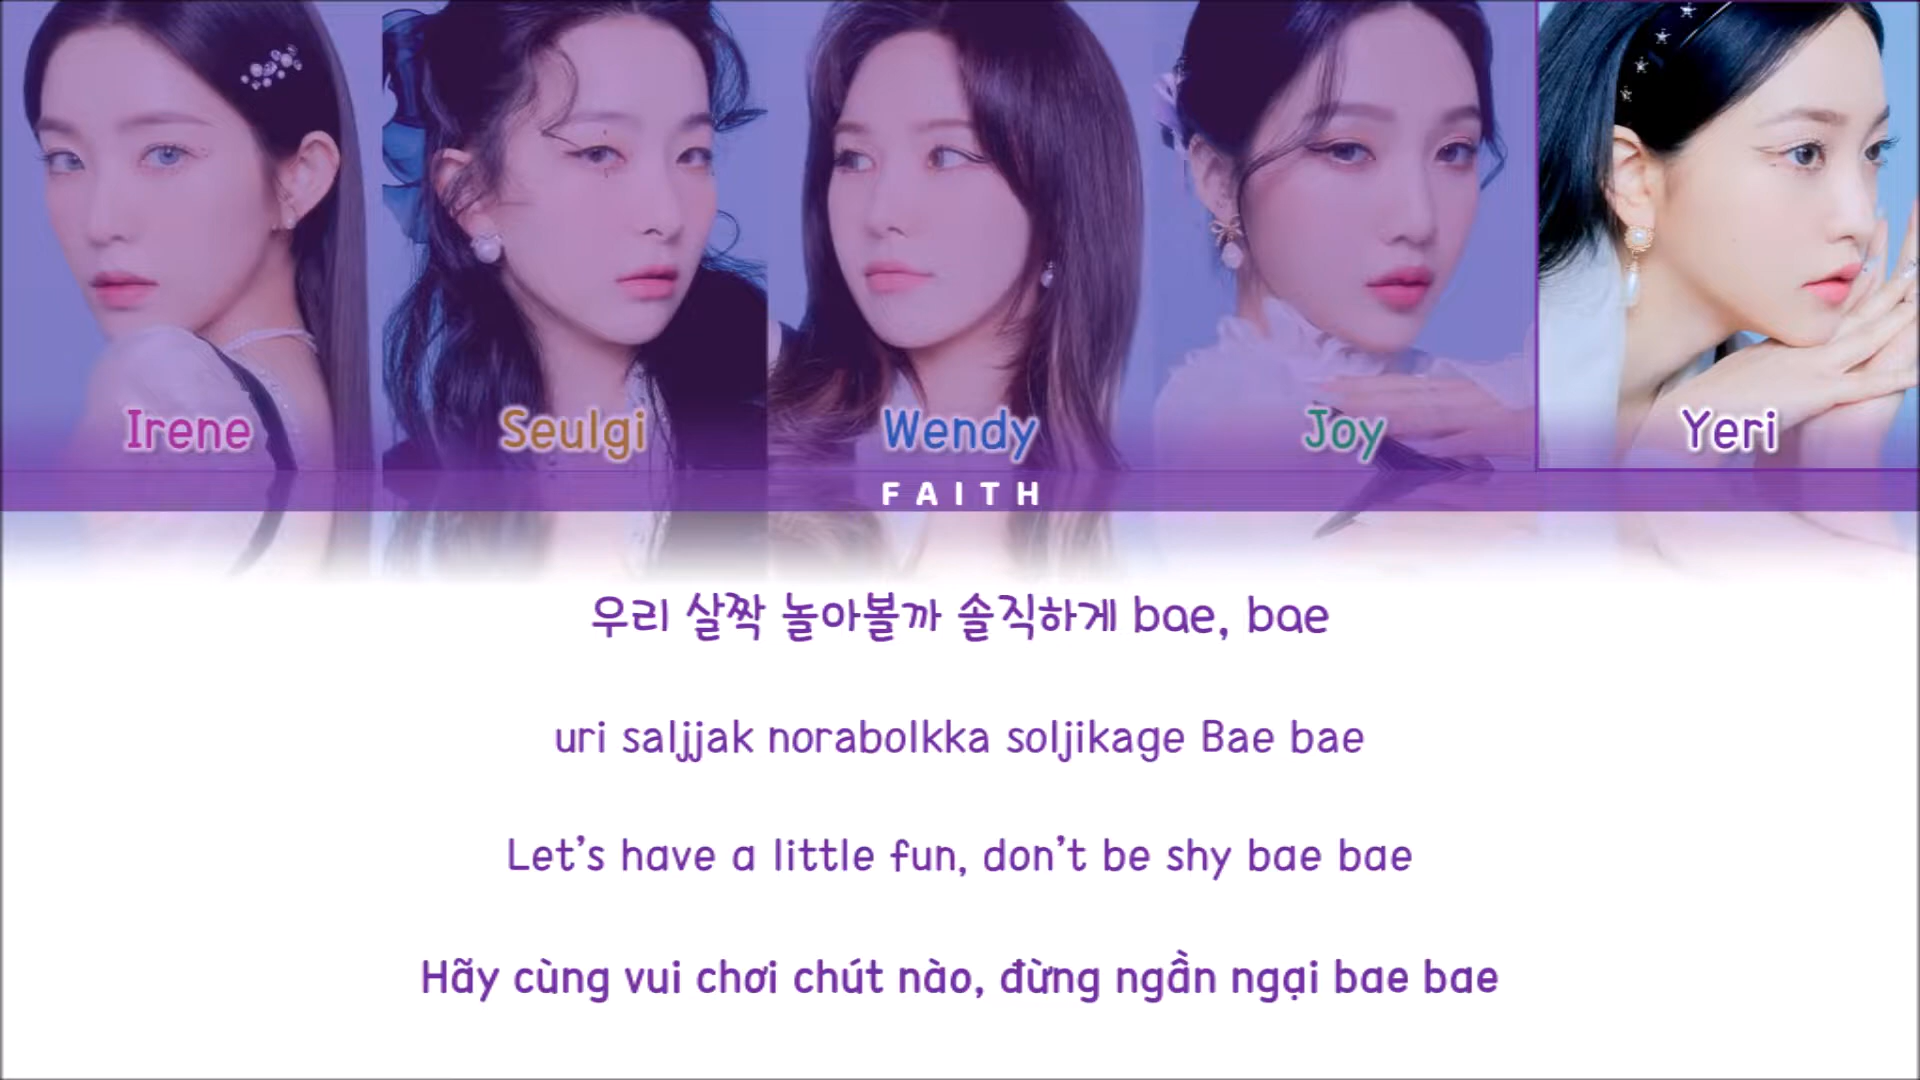 Irene Seulgi Wendy Joy Yeri
FAITH
우리 살짝 놀아볼까 솔직하게 bae, bae
uri saljjak norabolkka soljikage Bae bae
Let's have a little fun, don't be shy bae bae
Hãy cùng vui chơi chút nào, đừng ngần ngại bae bae